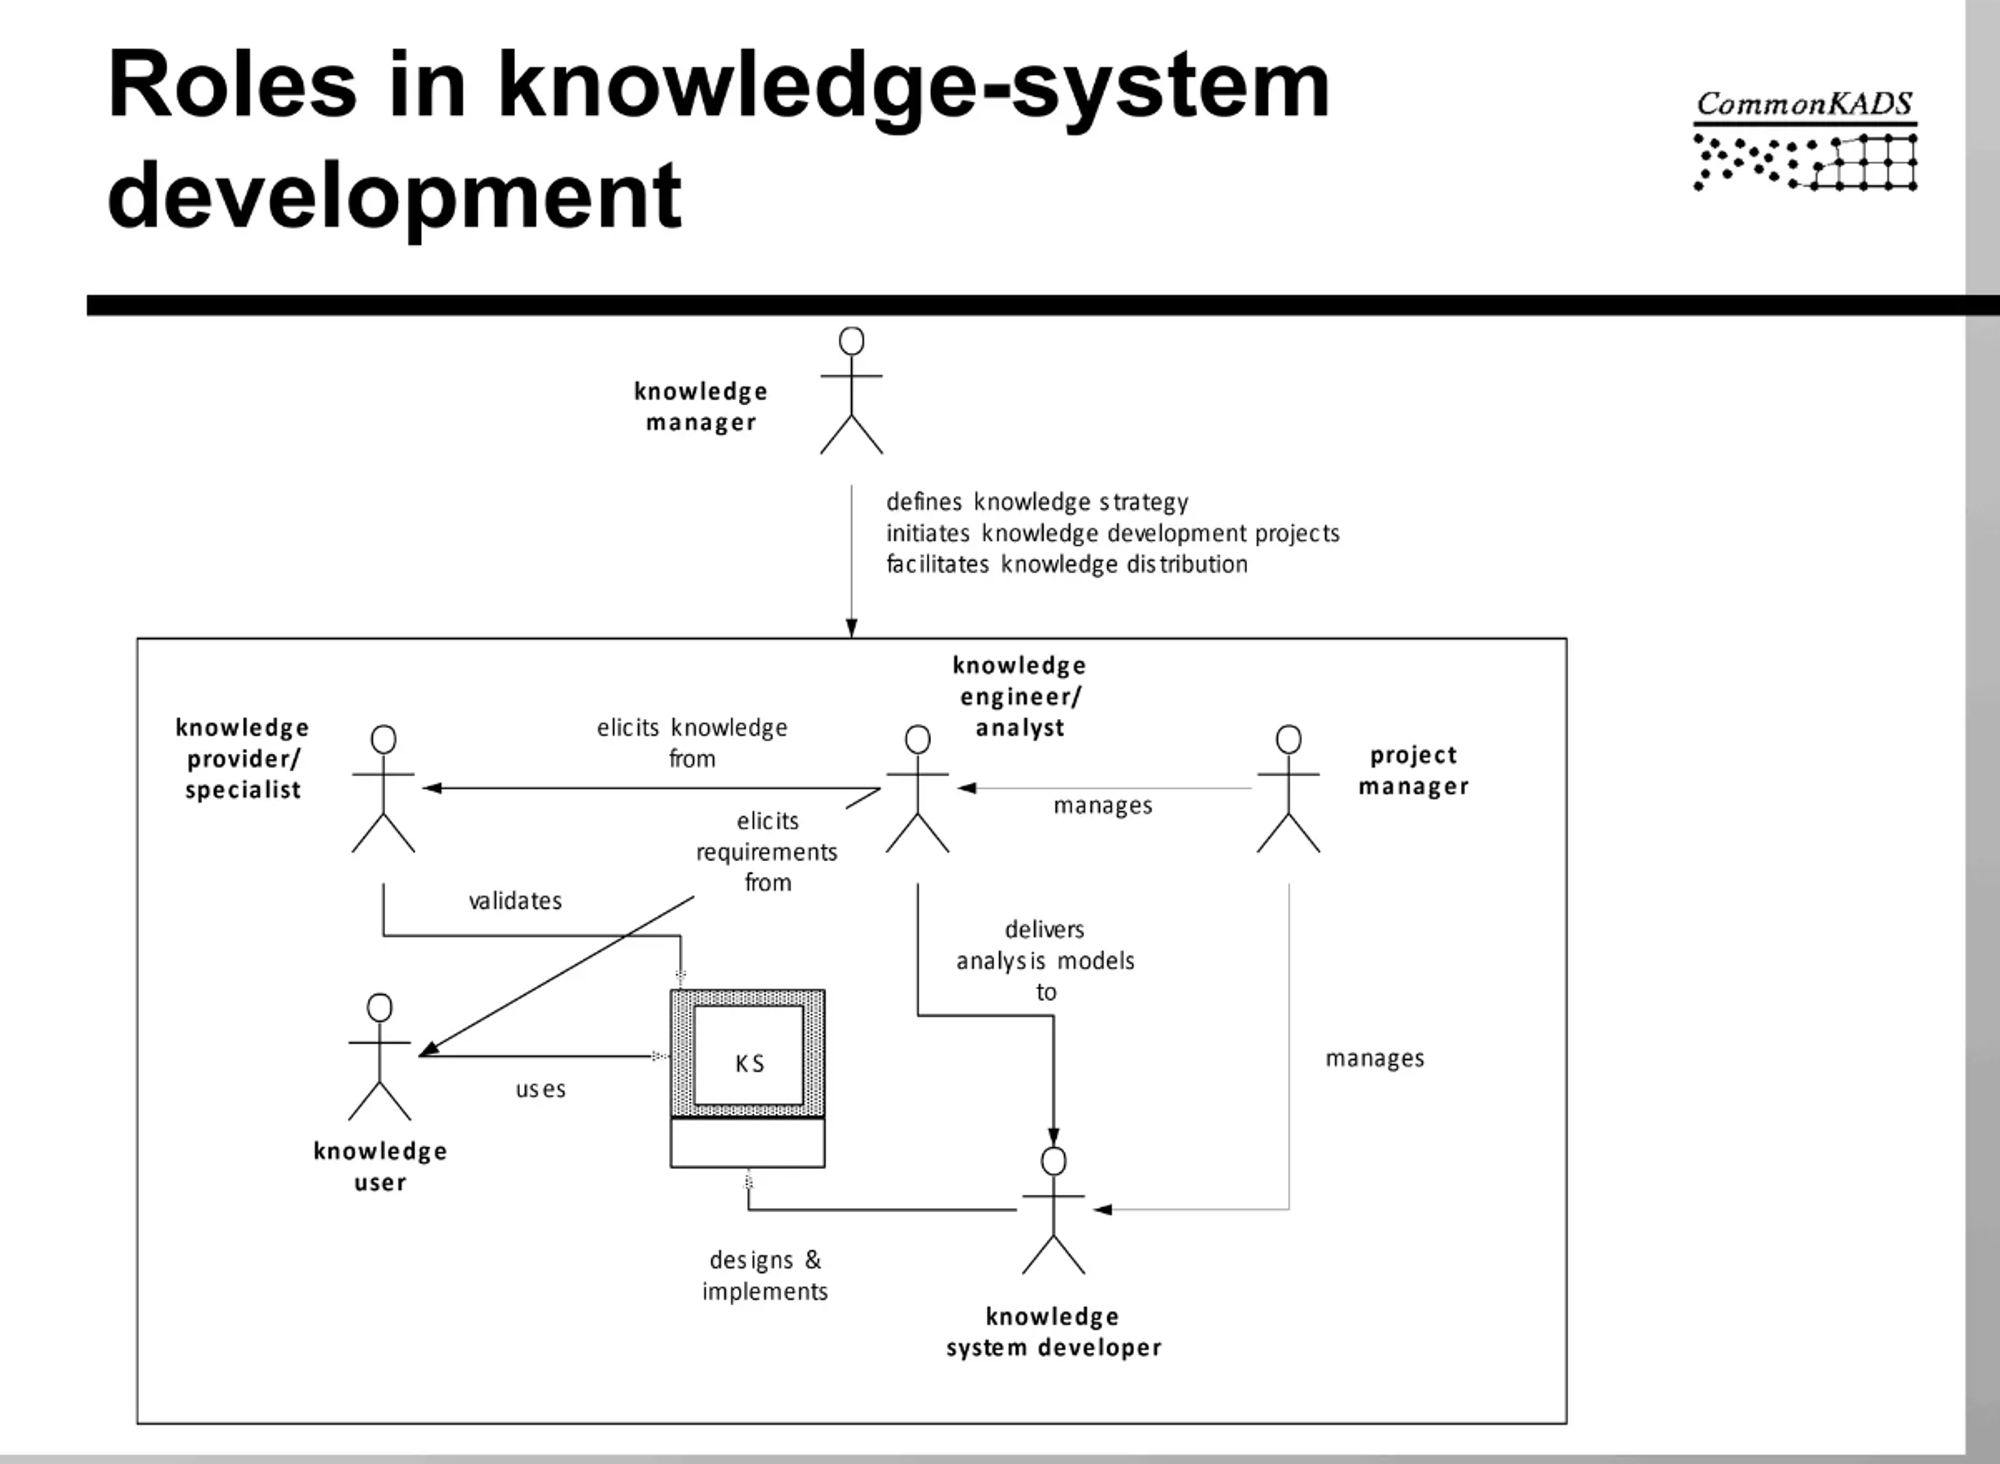 Roles in knowledge-system
development
CommonKADS
knowledge
manager
defines knowledge strategy
initiates knowledge development projects
facilitates knowledge distribution
knowledge
provider/
specialist
elicits knowledge
from
knowledge
engineer/
analyst
project
manager
manages
elicits
requirements
from
validates
delivers
analysis models
to
KS
uses
manages
knowledge
user
designs &
implements
knowledge
system developer